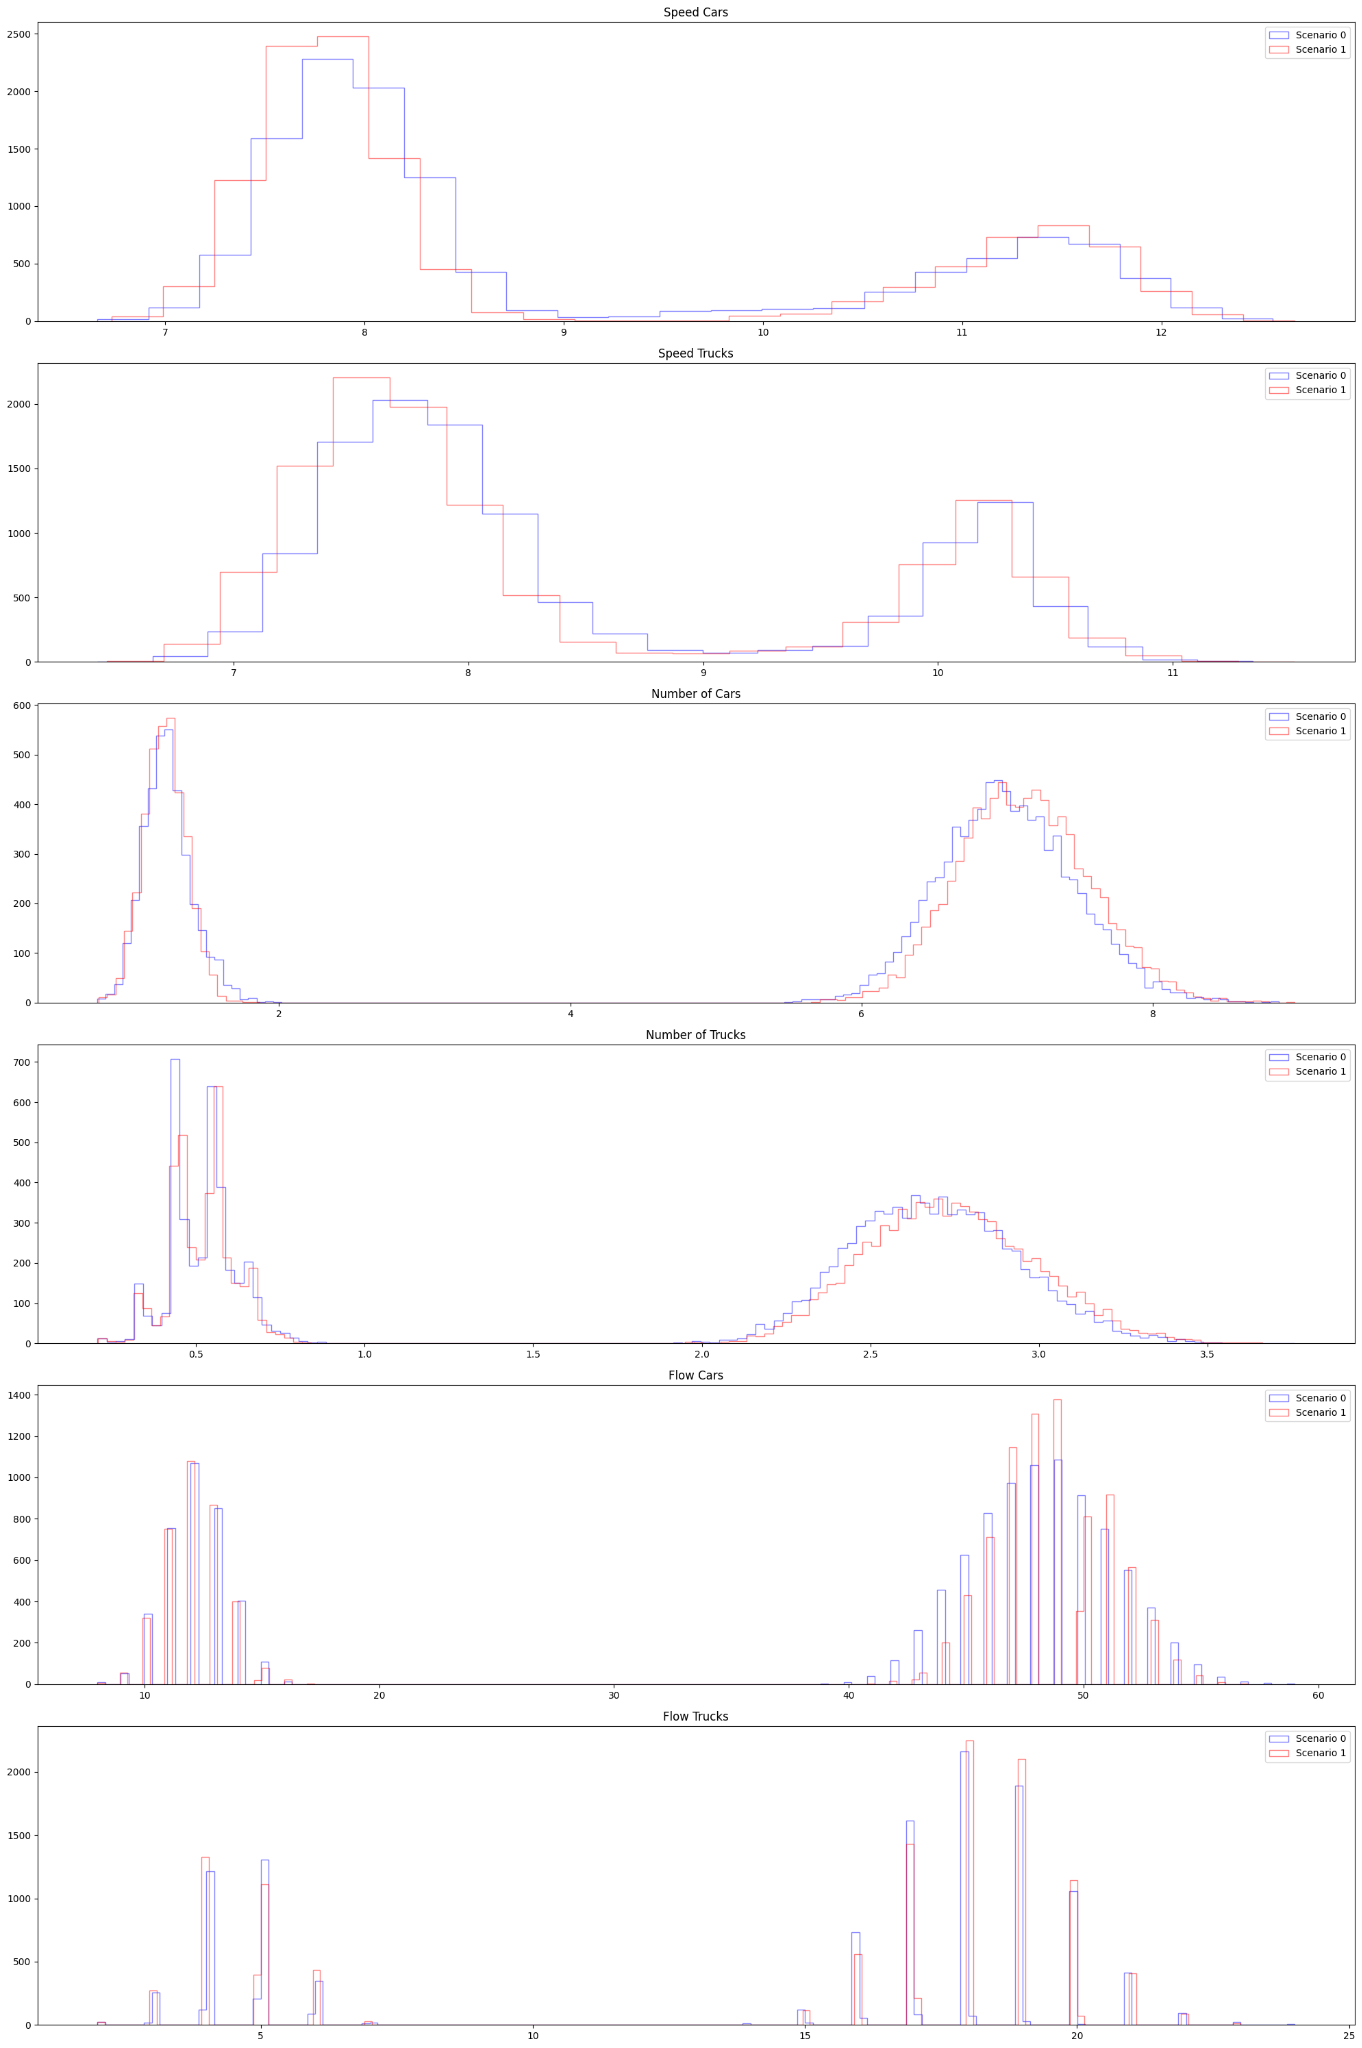 Speed Cars
2500
2000
1500
1000
500
0
Scenario 0
Scenario 1
7 8 9 10 11 12
Speed Trucks
2000
1500
1000
500
0
Scenario 0
Scenario 1
7 8 9 10 11
Number of Cars
600
500
400
300
200
100
0
Scenario 0
Scenario 1
2 4 6 8
Number of Trucks
700
600
500
400
300
200
100
0
Scenario 0
Scenario 1
0.5 1.0 1.5 2.0 2.5 3.0 3.5
Flow Cars
1400
1200
1000
800
600
400
200
0
Scenario 0
Scenario 1
10 20 30 40 50 60
Flow Trucks
2000
1500
1000
500
0
Scenario 0
Scenario 1
5 10 15 20 25